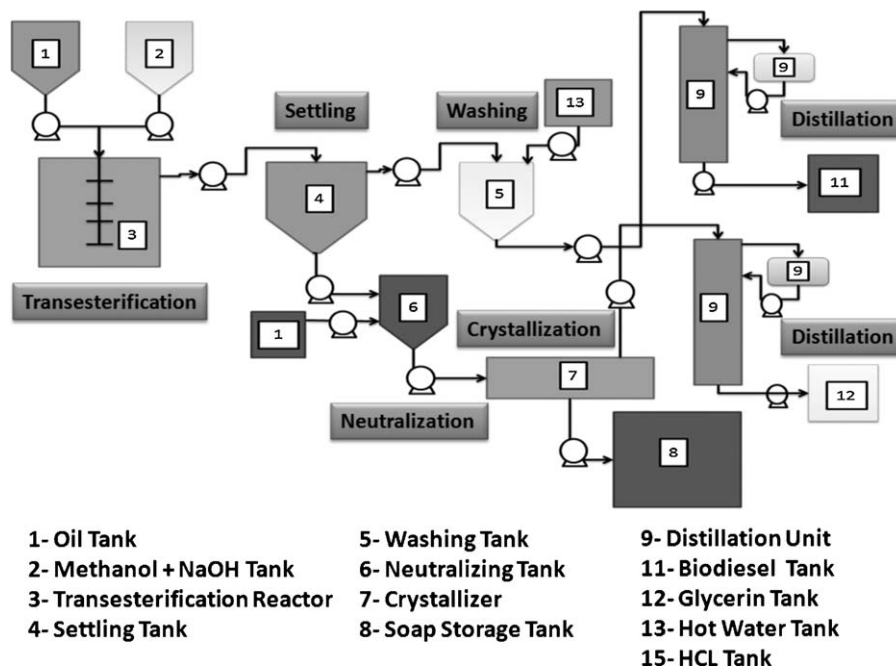 1
2
9
Settling
Washing
13
9
Distillation
4
5
11
3
9
Transesterification
6
9
Crystallization
1
Distillation
7
12
Neutralization
8
1- Oil Tank
2- Methanol + NaOH Tank
3- Transesterification Reactor
4- Settling Tank
5- Washing Tank
6- Neutralizing Tank
7- Crystallizer
8- Soap Storage Tank
9- Distillation Unit
11- Biodiesel Tank
12- Glycerin Tank
13- Hot Water Tank
15- HCL Tank